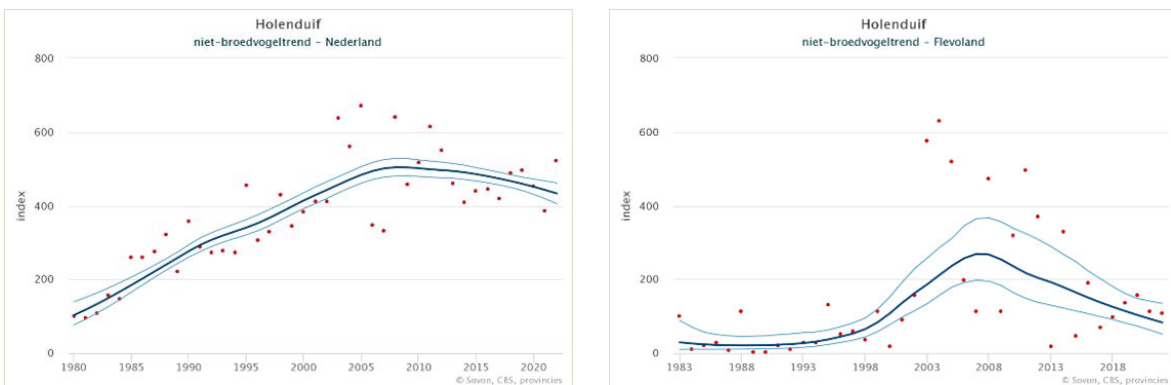 Holenduif
niet-broedvogeltrend - Nederland
800
600
400
200
0
index
1980 1985 1990 1995 2000 2005 2010 2015 2020
© Sovon, CBS, provincies
Holenduif
niet-broedvogeltrend - Flevoland
800
600
400
200
0
index
1983 1988 1993 1998 2003 2008 2013 2018
© Sovon, CBS, provincies